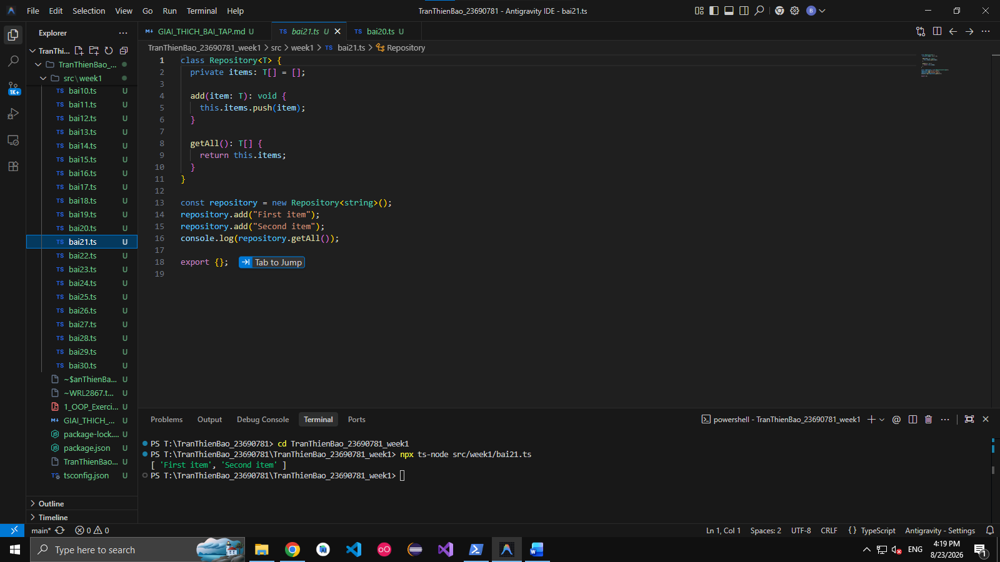 File Edit Selection View Go Run Terminal Help
TranThienBao_23690781 - Antigravity IDE - bai21.ts
B
Explorer
TranThi...
TranThienBao_...
src\week1
TS bai10.ts U
TS bai11.ts U
TS bai12.ts U
TS bai13.ts U
TS bai14.ts U
TS bai15.ts U
TS bai16.ts U
TS bai17.ts U
TS bai18.ts U
TS bai19.ts U
TS bai20.ts U
TS bai21.ts U
TS bai22.ts U
TS bai23.ts U
TS bai24.ts U
TS bai25.ts U
TS bai26.ts U
TS bai27.ts U
TS bai28.ts U
TS bai29.ts U
TS bai30.ts U
~$anThienBa... U
~WRL2867.t... U
1_OOP_Exerci... U
GIAI_THICH_... U
package-lock.... U
package.json U
TranThienBao... U
tsconfig.json U
Outline
Timeline
1K+
GIAI_THICH_BAI_TAP.md U
TS bai21.ts U
TS bai20.ts U
TranThienBao_23690781_week1 > src > week1 > TS bai21.ts > Repository
1 class Repository<T> {
2 private items: T[] = [];
3
4 add(item: T): void {
5 this.items.push(item);
6 }
7
8 getAll(): T[] {
9 return this.items;
10 }
11 }
12
13 const repository = new Repository<string>();
14 repository.add("First item");
15 repository.add("Second item");
16 console.log(repository.getAll());
17
18 export {}; Tab to Jump
19
Problems Output Debug Console Terminal Ports
powershell - TranThienBao_23690781_week1
PS T:\TranThienBao_23690781> cd TranThienBao_23690781_week1
PS T:\TranThienBao_23690781\TranThienBao_23690781_week1> npx ts-node src/week1/bai21.ts
[ 'First item', 'Second item' ]
PS T:\TranThienBao_23690781\TranThienBao_23690781_week1>
main* 0 0
Ln 1, Col 1 Spaces: 2 UTF-8 CRLF {} TypeScript Antigravity - Settings
Type here to search
ENG
4:19 PM
8/23/2026
1